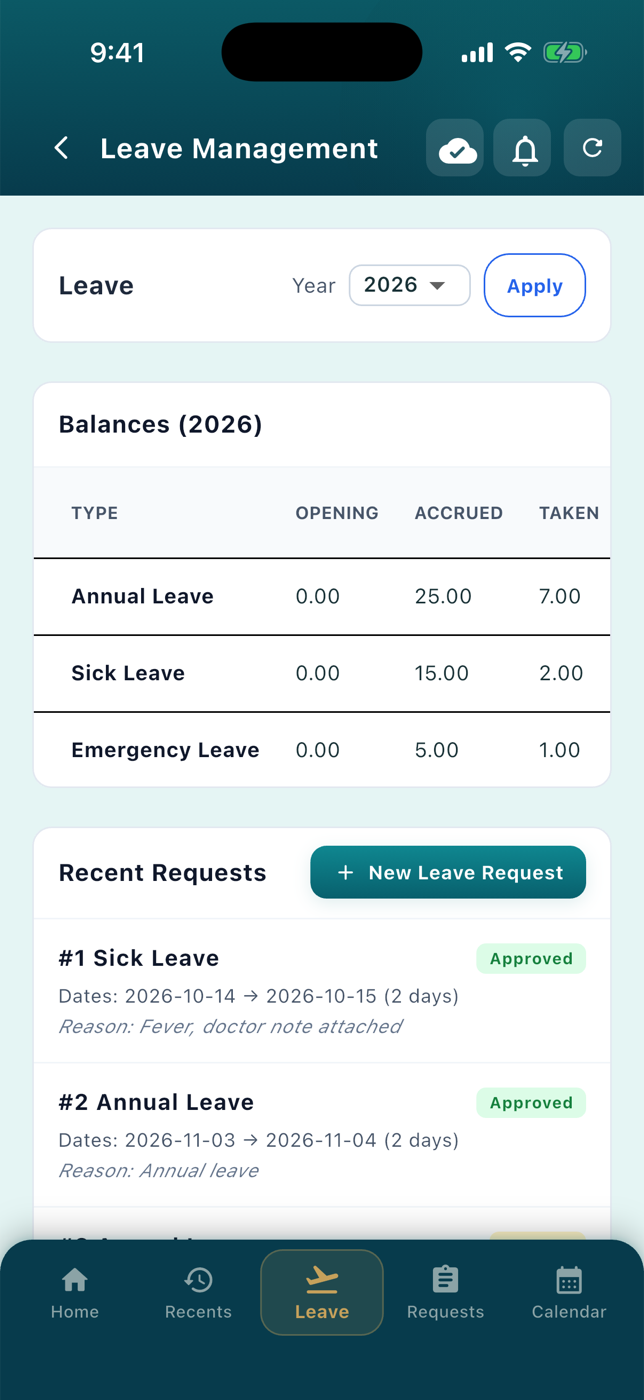 9:41
Leave Management
Leave Year 2026 Apply
Balances (2026)
TYPE OPENING ACCRUED TAKEN
Annual Leave 0.00 25.00 7.00
Sick Leave 0.00 15.00 2.00
Emergency Leave 0.00 5.00 1.00
Recent Requests + New Leave Request
#1 Sick Leave Approved
Dates: 2026-10-14 → 2026-10-15 (2 days)
Reason: Fever, doctor note attached
#2 Annual Leave Approved
Dates: 2026-11-03 → 2026-11-04 (2 days)
Reason: Annual leave
Home Recents Leave Requests Calendar